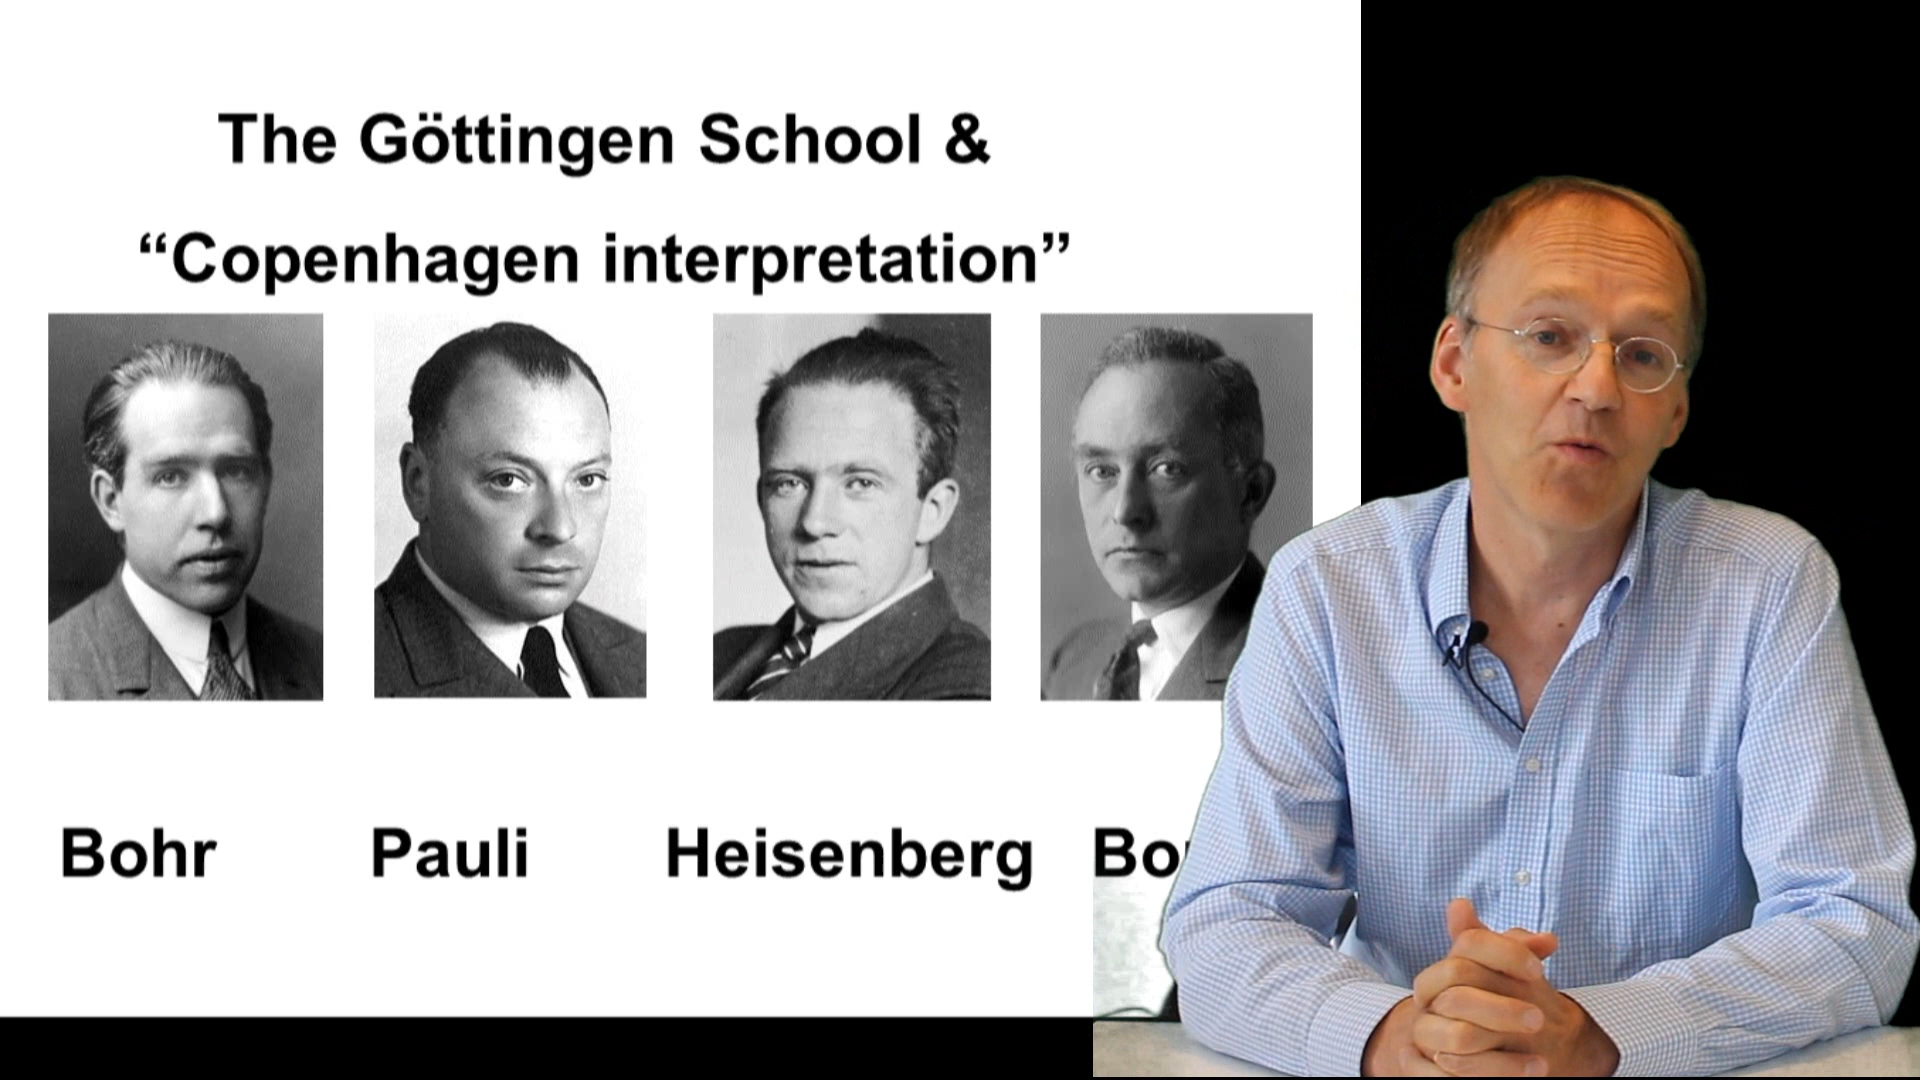 The Göttingen School &
“Copenhagen interpretation”
Bohr Pauli Heisenberg